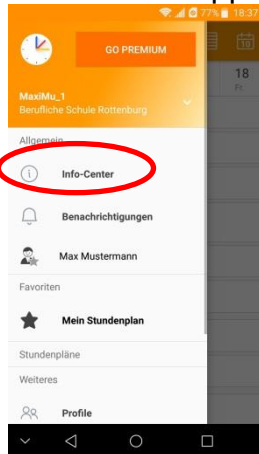 77% 18:37
GO PREMIUM
10
18
Fr.
MaxiMu_1
Berufliche Schule Rottenburg
Allgemein
Info-Center
Benachrichtigungen
Max Mustermann
Favoriten
Mein Stundenplan
Stundenpläne
Weiteres
Profile